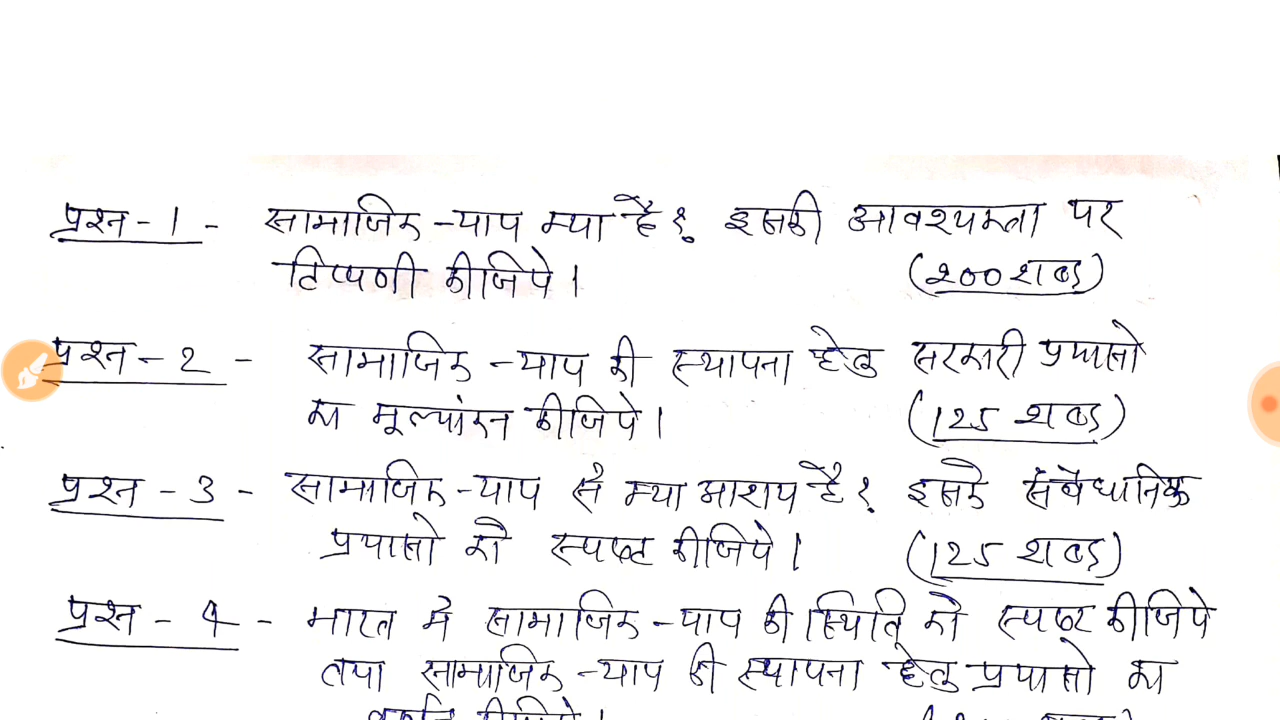 प्रश्न - 1 - सामाजिक न्याय क्या है? इसकी आवश्यकता पर
टिप्पणी कीजिये। (200 शब्द)
प्रश्न - 2 - सामाजिक न्याय की स्थापना हेतु सरकारी प्रयासो
का मूल्यांकन कीजिये। (125 शब्द)
प्रश्न - 3 - सामाजिक न्याय से क्या आशय है? इसके संवैधानिक
प्रयासो को स्पष्ट कीजिये। (125 शब्द)
प्रश्न - 4 - भारत मे सामाजिक न्याय की स्थिति को स्पष्ट कीजिये
तथा सामाजिक न्याय की स्थापना हेतु प्रयासो का